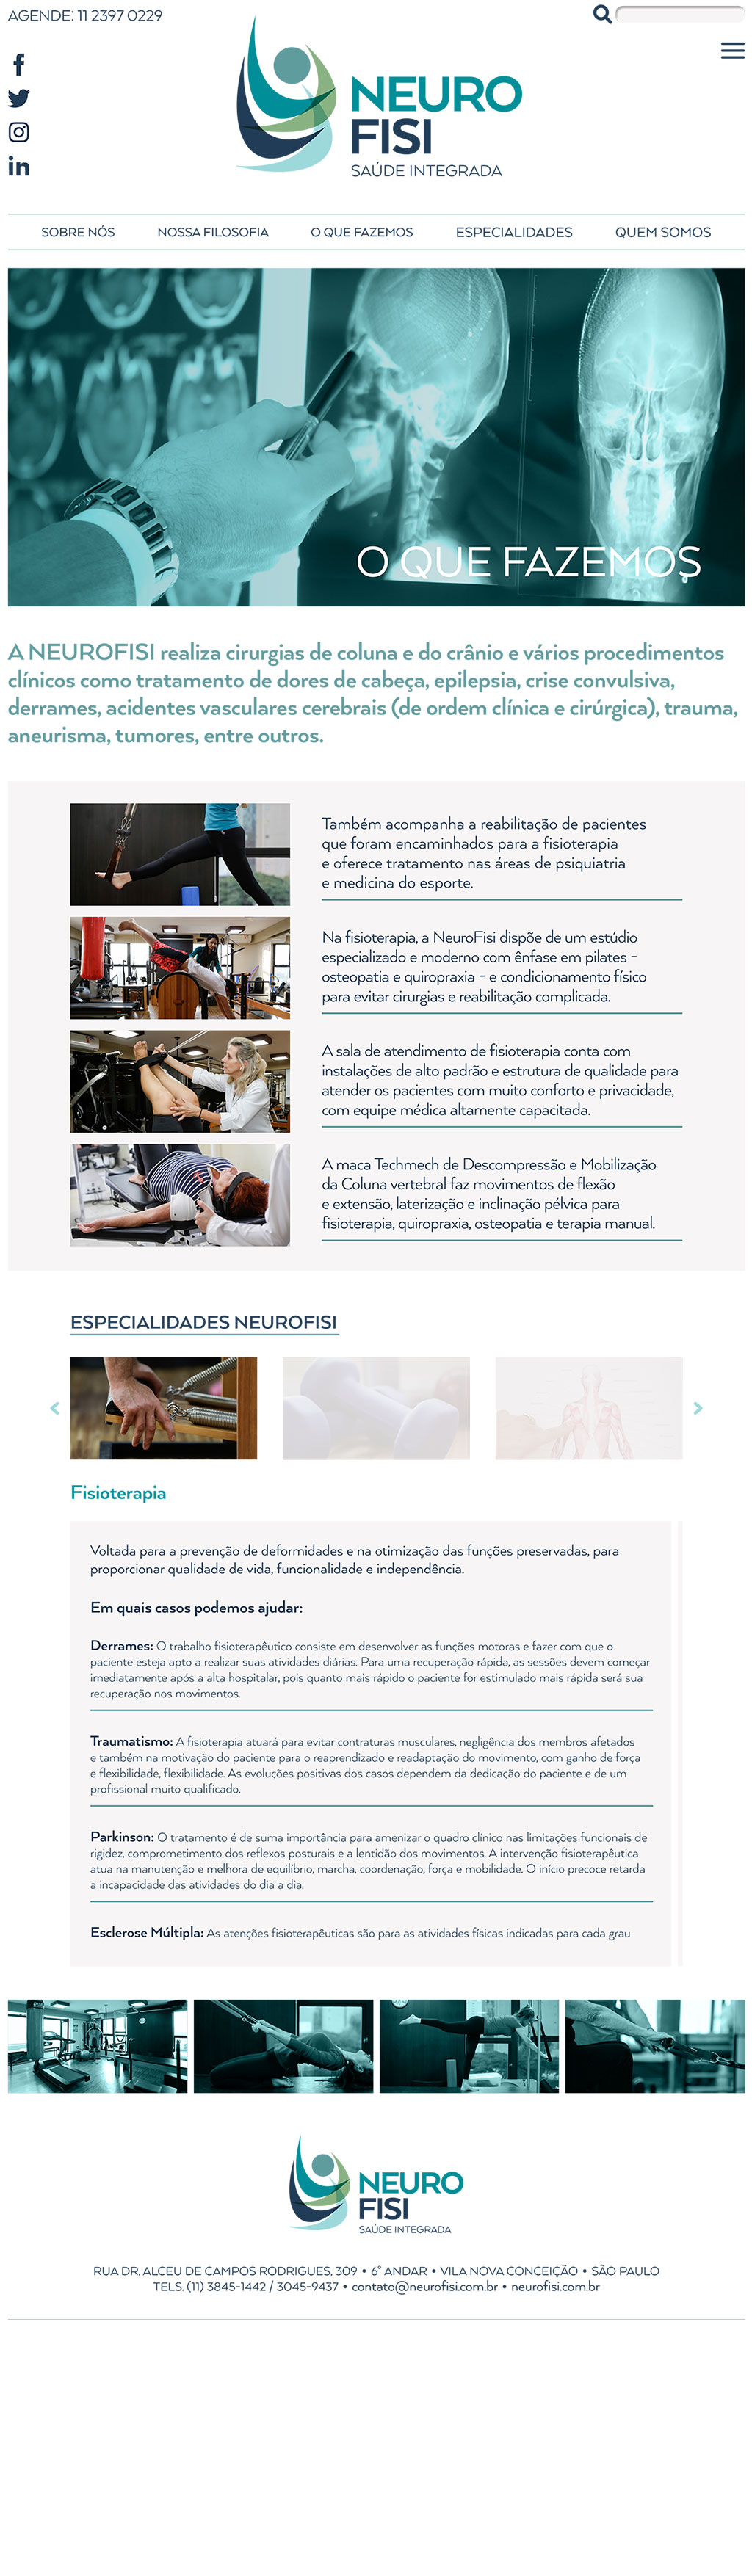 AGENDE: 11 2397 0229
NEURO
FISI
SAÚDE INTEGRADA
SOBRE NÓS NOSSA FILOSOFIA O QUE FAZEMOS ESPECIALIDADES QUEM SOMOS
O QUE FAZEMOS
A NEUROFISI realiza cirurgias de coluna e do crânio e vários procedimentos
clínicos como tratamento de dores de cabeça, epilepsia, crise convulsiva,
derrames, acidentes vasculares cerebrais (de ordem clínica e cirúrgica), trauma,
aneurisma, tumores, entre outros.
Também acompanha a reabilitação de pacientes
que foram encaminhados para a fisioterapia
e oferece tratamento nas áreas de psiquiatria
e medicina do esporte.
Na fisioterapia, a NeuroFisi dispõe de um estúdio
especializado e moderno com ênfase em pilates -
osteopatia e quiropraxia - e condicionamento físico
para evitar cirurgias e reabilitação complicada.
A sala de atendimento de fisioterapia conta com
instalações de alto padrão e estrutura de qualidade para
atender os pacientes com muito conforto e privacidade,
com equipe médica altamente capacitada.
A maca Techmech de Descompressão e Mobilização
da Coluna vertebral faz movimentos de flexão
e extensão, laterização e inclinação pélvica para
fisioterapia, quiropraxia, osteopatia e terapia manual.
ESPECIALIDADES NEUROFISI
Fisioterapia
Voltada para a prevenção de deformidades e na otimização das funções preservadas, para
proporcionar qualidade de vida, funcionalidade e independência.
Em quais casos podemos ajudar:
Derrames: O trabalho fisioterapêutico consiste em desenvolver as funções motoras e fazer com que o
paciente esteja apto a realizar suas atividades diárias. Para uma recuperação rápida, as sessões devem começar
imediatamente após a alta hospitalar, pois quanto mais rápido o paciente for estimulado mais rápida será sua
recuperação nos movimentos.
Traumatismo: A fisioterapia atuará para evitar contraturas musculares, negligência dos membros afetados
e também na motivação do paciente para o reaprendizado e readaptação do movimento, com ganho de força
e flexibilidade, flexibilidade. As evoluções positivas dos casos dependem da dedicação do paciente e de um
profissional muito qualificado.
Parkinson: O tratamento é de suma importância para amenizar o quadro clínico nas limitações funcionais de
rigidez, comprometimento dos reflexos posturais e a lentidão dos movimentos. A intervenção fisioterapêutica
atua na manutenção e melhora de equilíbrio, marcha, coordenação, força e mobilidade. O início precoce retarda
a incapacidade das atividades do dia a dia.
Esclerose Múltipla: As atenções fisioterapêuticas são para as atividades físicas indicadas para cada grau
NEURO
FISI
SAÚDE INTEGRADA
RUA DR. ALCEU DE CAMPOS RODRIGUES, 309 • 6° ANDAR • VILA NOVA CONCEIÇÃO • SÃO PAULO
TELS. (11) 3845-1442 / 3045-9437 • contato@neurofisi.com.br • neurofisi.com.br